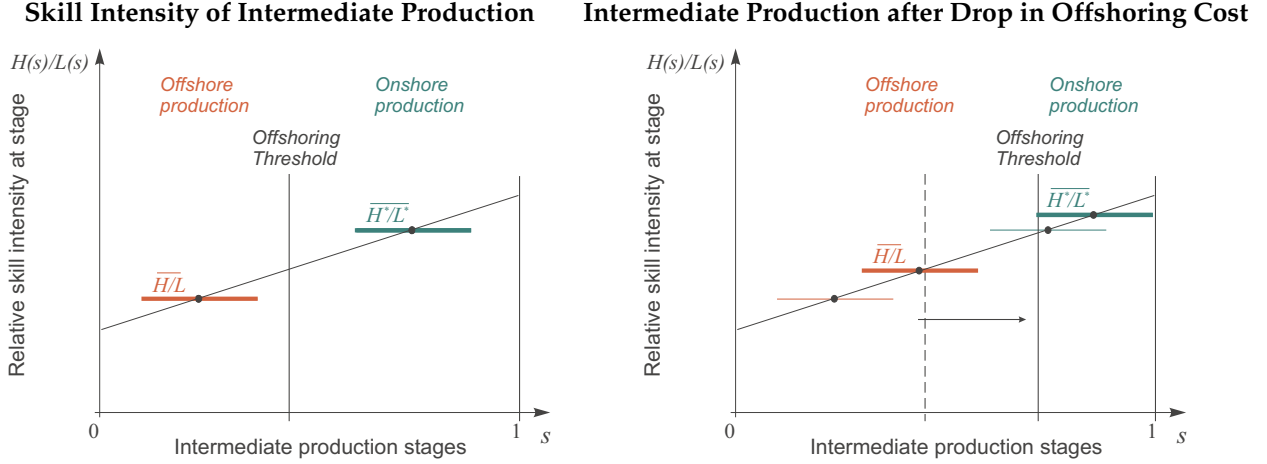 Skill Intensity of Intermediate Production
H(s)/L(s)
Relative skill intensity at stage
Offshore
production
Onshore
production
Offshoring
Threshold
H*/L*
H/L
0
Intermediate production stages
1
s
Intermediate Production after Drop in Offshoring Cost
H(s)/L(s)
Relative skill intensity at stage
Offshore
production
Onshore
production
Offshoring
Threshold
H*/L*
H/L
0
Intermediate production stages
1
s